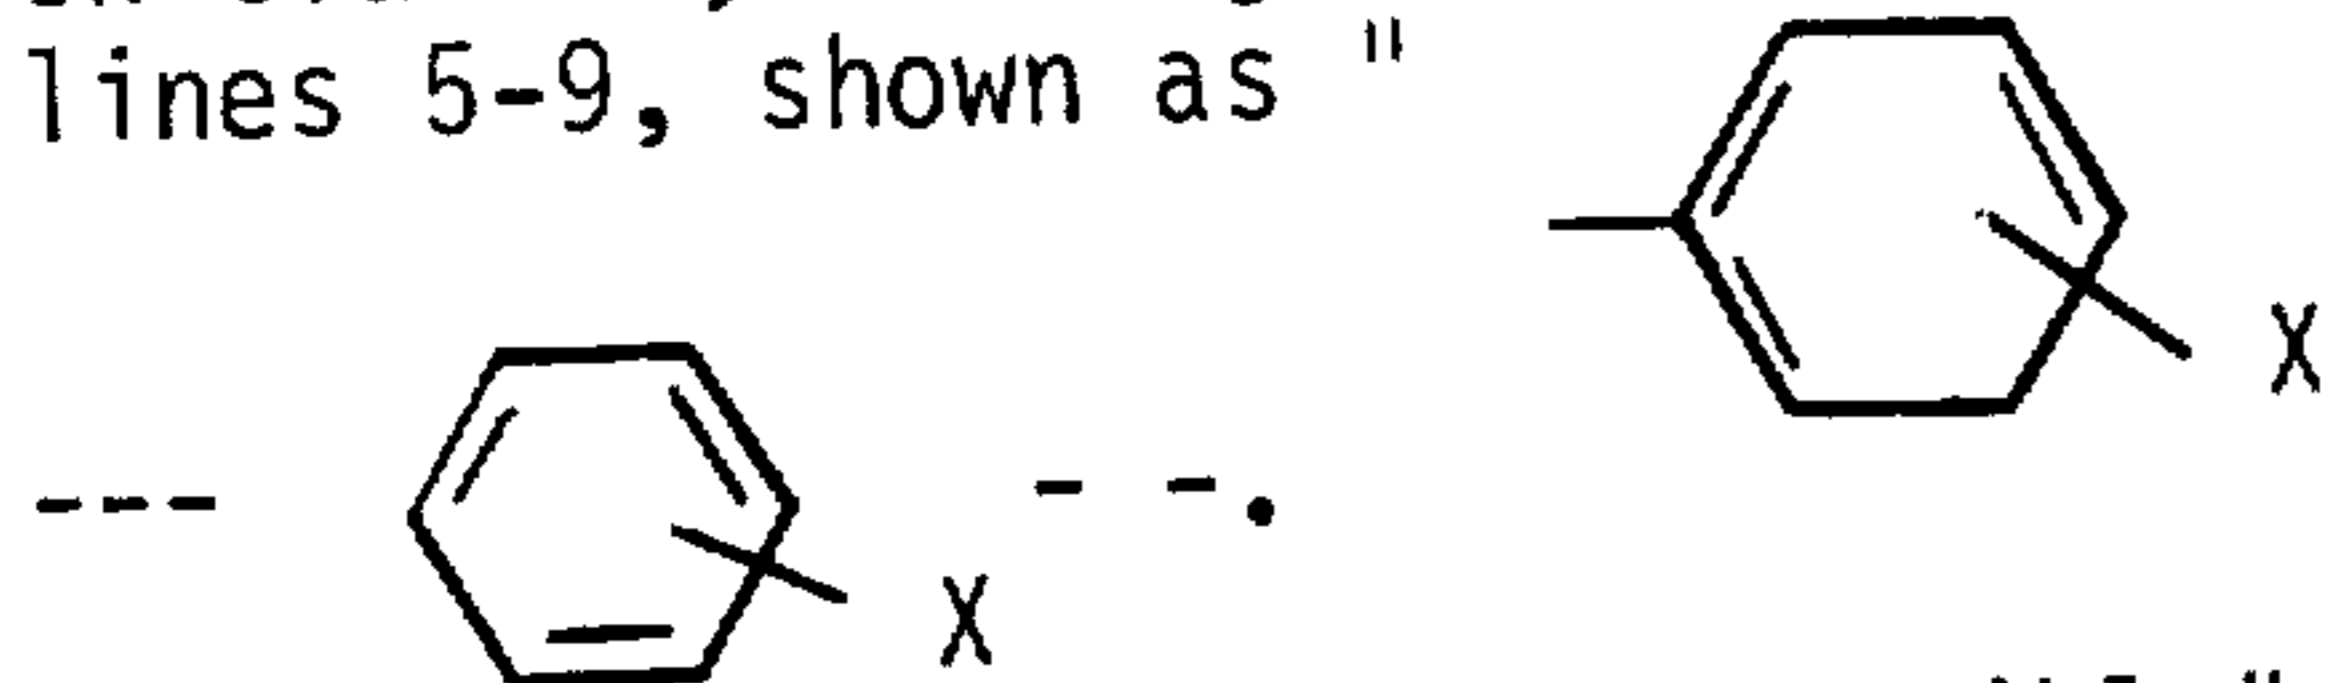 lines 5-9, shown as "
X
--- X - -.